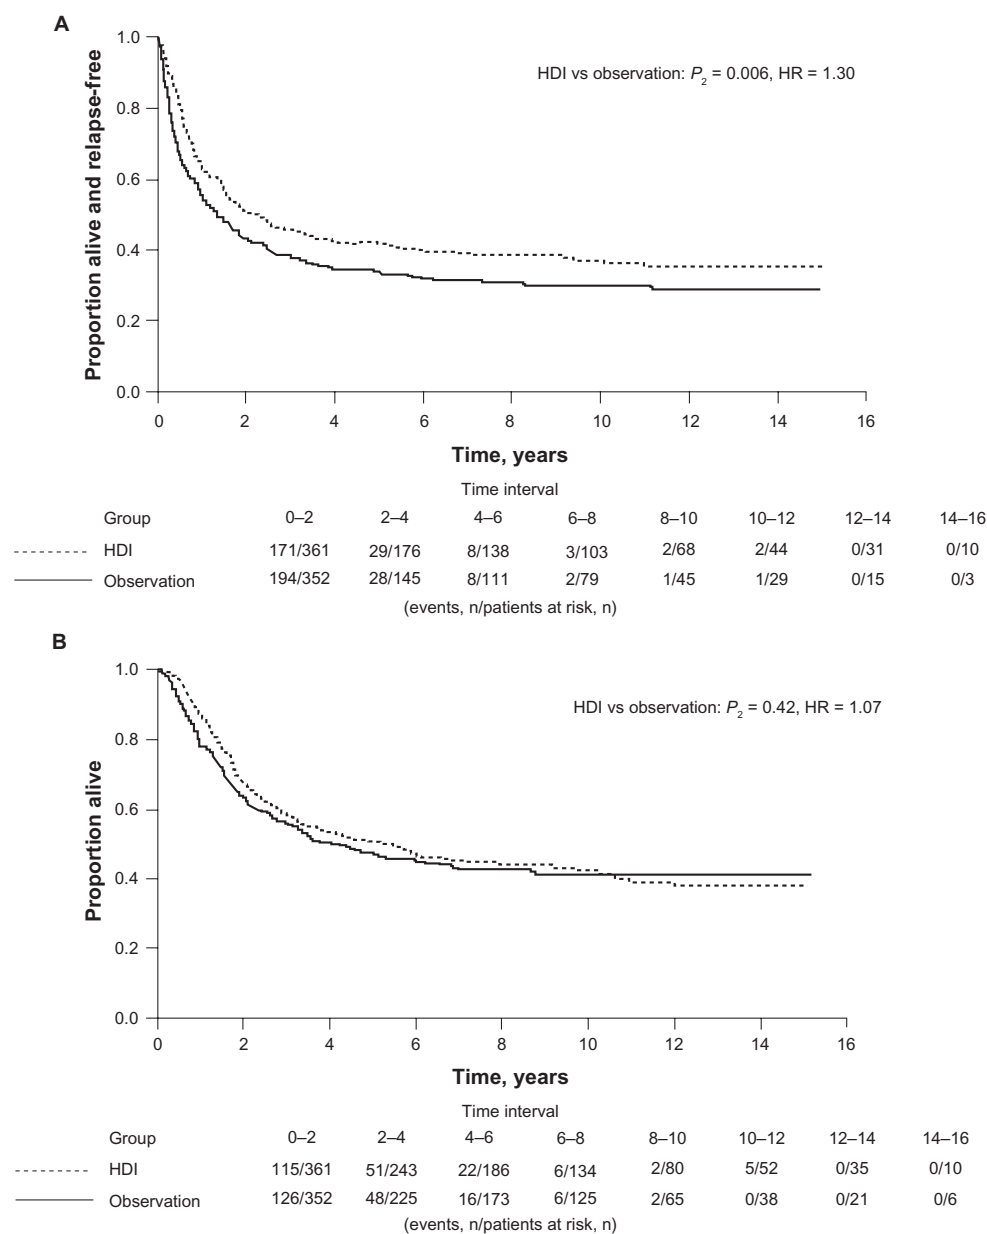 A
1.0
0.8
0.6
0.4
0.2
0.0
Proportion alive and relapse-free
HDI vs observation: P2 = 0.006, HR = 1.30
0 2 4 6 8 10 12 14 16
Time, years
Time interval
Group 0–2 2–4 4–6 6–8 8–10 10–12 12–14 14–16
HDI 171/361 29/176 8/138 3/103 2/68 2/44 0/31 0/10
Observation 194/352 28/145 8/111 2/79 1/45 1/29 0/15 0/3
(events, n/patients at risk, n)
B
1.0
0.8
0.6
0.4
0.2
0.0
Proportion alive
HDI vs observation: P2 = 0.42, HR = 1.07
0 2 4 6 8 10 12 14 16
Time, years
Time interval
Group 0–2 2–4 4–6 6–8 8–10 10–12 12–14 14–16
HDI 115/361 51/243 22/186 6/134 2/80 5/52 0/35 0/10
Observation 126/352 48/225 16/173 6/125 2/65 0/38 0/21 0/6
(events, n/patients at risk, n)